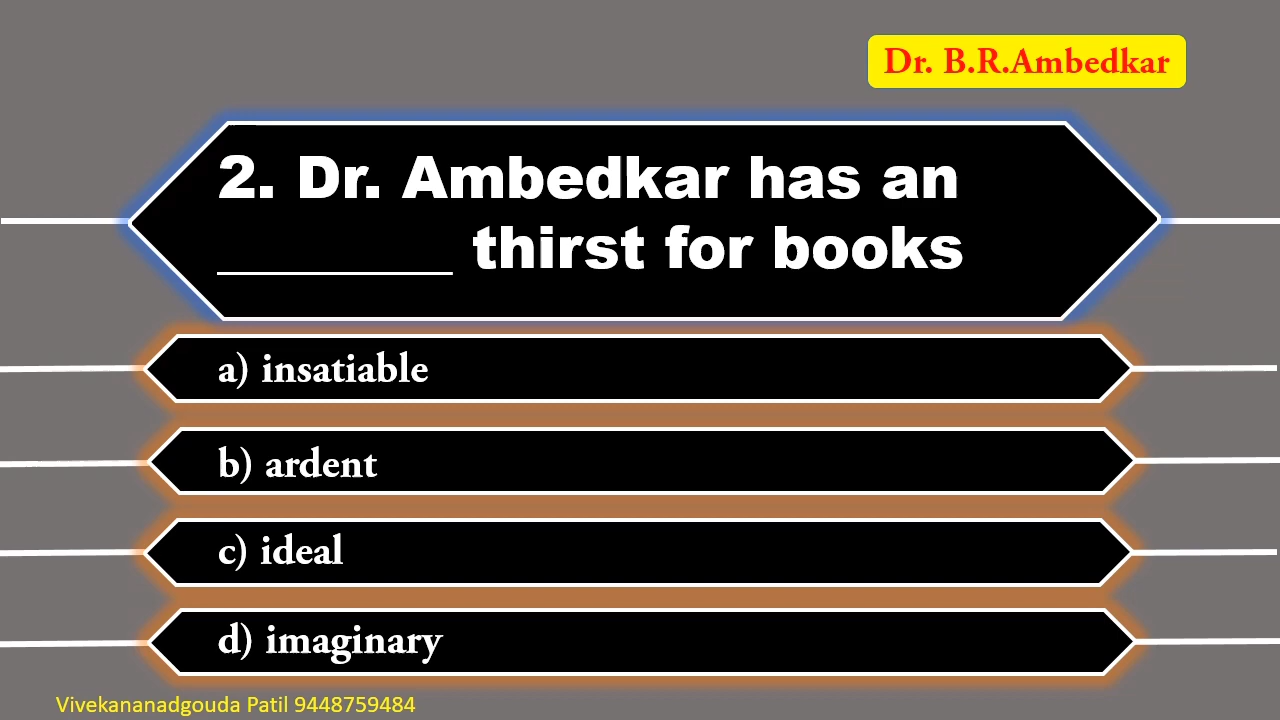 Dr. B.R.Ambedkar
2. Dr. Ambedkar has an
________ thirst for books
a) insatiable
b) ardent
c) ideal
d) imaginary
Vivekananadgouda Patil 9448759484